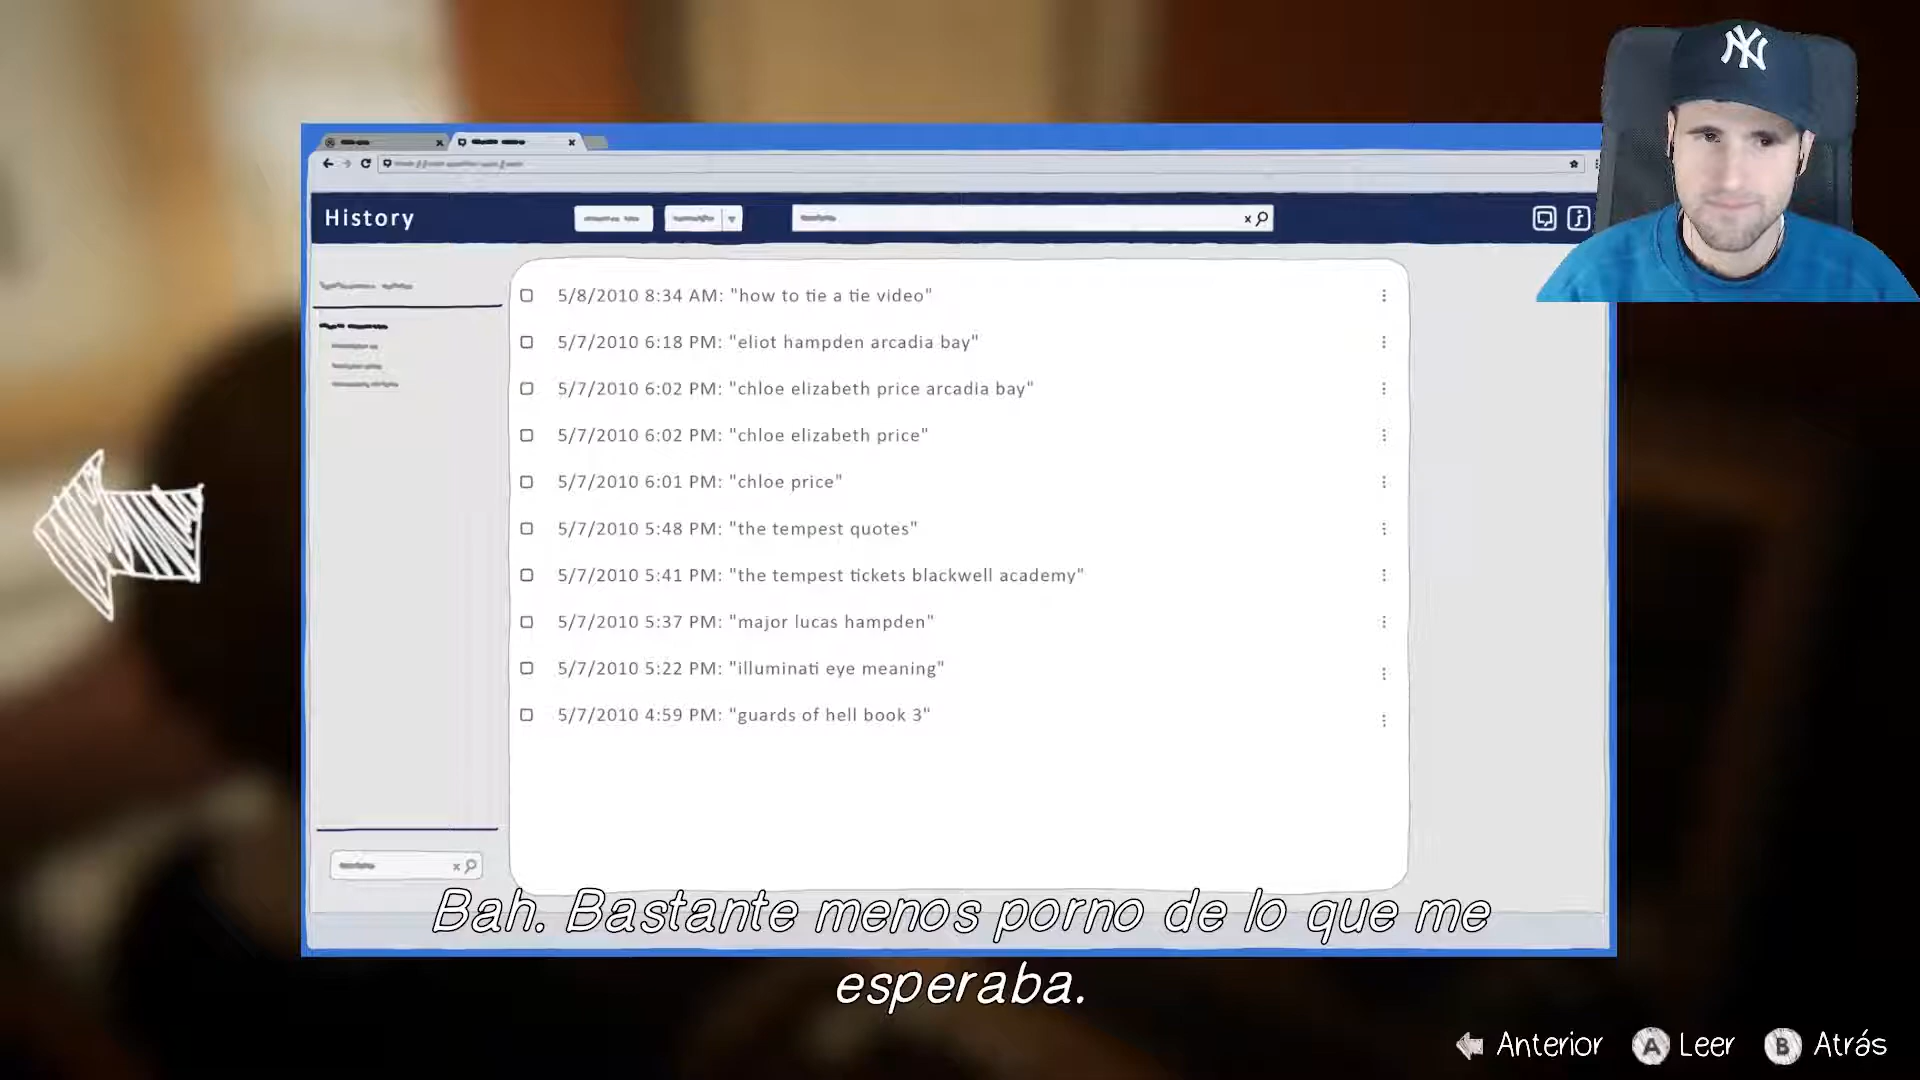 NY
History
5/8/2010 8:34 AM: "how to tie a tie video"
5/7/2010 6:18 PM: "eliot hampden arcadia bay"
5/7/2010 6:02 PM: "chloe elizabeth price arcadia bay"
5/7/2010 6:02 PM: "chloe elizabeth price"
5/7/2010 6:01 PM: "chloe price"
5/7/2010 5:48 PM: "the tempest quotes"
5/7/2010 5:41 PM: "the tempest tickets blackwell academy"
5/7/2010 5:37 PM: "major lucas hampden"
5/7/2010 5:22 PM: "illuminati eye meaning"
5/7/2010 4:59 PM: "guards of hell book 3"
Bah. Bastante menos porno de lo que me
esperaba.
Anterior A Leer B Atrás